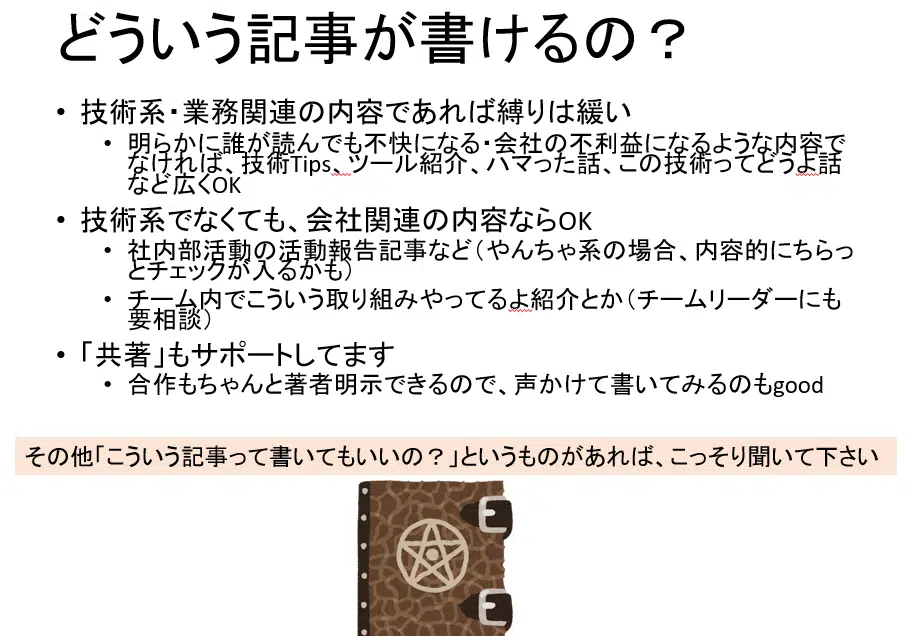 どういう記事が書けるの？
• 技術系・業務関連の内容であれば縛りは緩い
• 明らかに誰が読んでも不快になる・会社の不利益になるような内容で
なければ、技術Tips、ツール紹介、ハマった話、この技術ってどうよ話
など広くOK
• 技術系でなくても、会社関連の内容ならOK
• 社内部活動の活動報告記事など（やんちゃ系の場合、内容的にちらっ
とチェックが入るかも）
• チーム内でこういう取り組みやってるよ紹介とか（チームリーダーにも
要相談）
• 「共著」もサポートしてます
• 合作もちゃんと著者明示できるので、声かけて書いてみるのもgood
その他「こういう記事って書いてもいいの？」というものがあれば、こっそり聞いて下さい